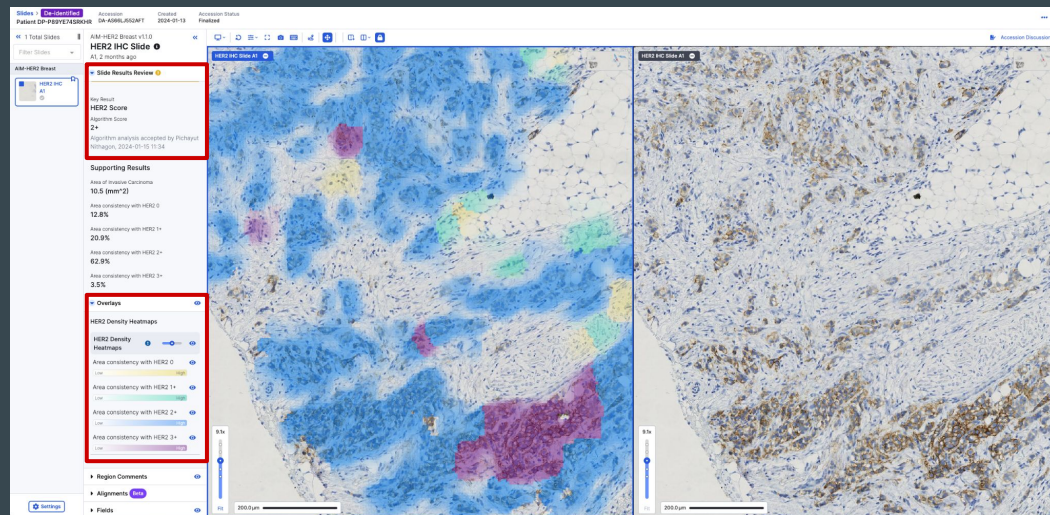 Slides > De-identified
Patient DP-P89YE74SRKHR
Accession
0A-AS66LJ552AFT
Created
2024-01-13
Accession Status
Finalized
1 Total Slides
Filter Slides
AIM-HER2 Breast
HER2 IHC
A1
AIM-HER2 Breast v1.1.0
HER2 IHC Slide
A1, 2 months ago
Slide Results Review
Key Result
HER2 Score
Algorithm Score
2+
Algorithm analysis accepted by Pichayut
Nithagon, 2024-01-15 11:34
Supporting Results
Area of Invasive Carcinoma
10.5 (mm^2)
Area consistency with HER2 0
12.8%
Area consistency with HER2 1+
20.9%
Area consistency with HER2 2+
62.9%
Area consistency with HER2 3+
3.5%
Overlays
HER2 Density Heatmaps
HER2 Density
Heatmaps
Area consistency with HER2 0
Low High
Area consistency with HER2 1+
Low High
Area consistency with HER2 2+
Low High
Area consistency with HER2 3+
Low High
Region Comments
Alignments Beta
Fields
Settings
Accession Discussion
HER2 IHC Slide A1
9.1x
Fit
200.0 µm
HER2 IHC Slide A1
9.1x
Fit
200.0 µm